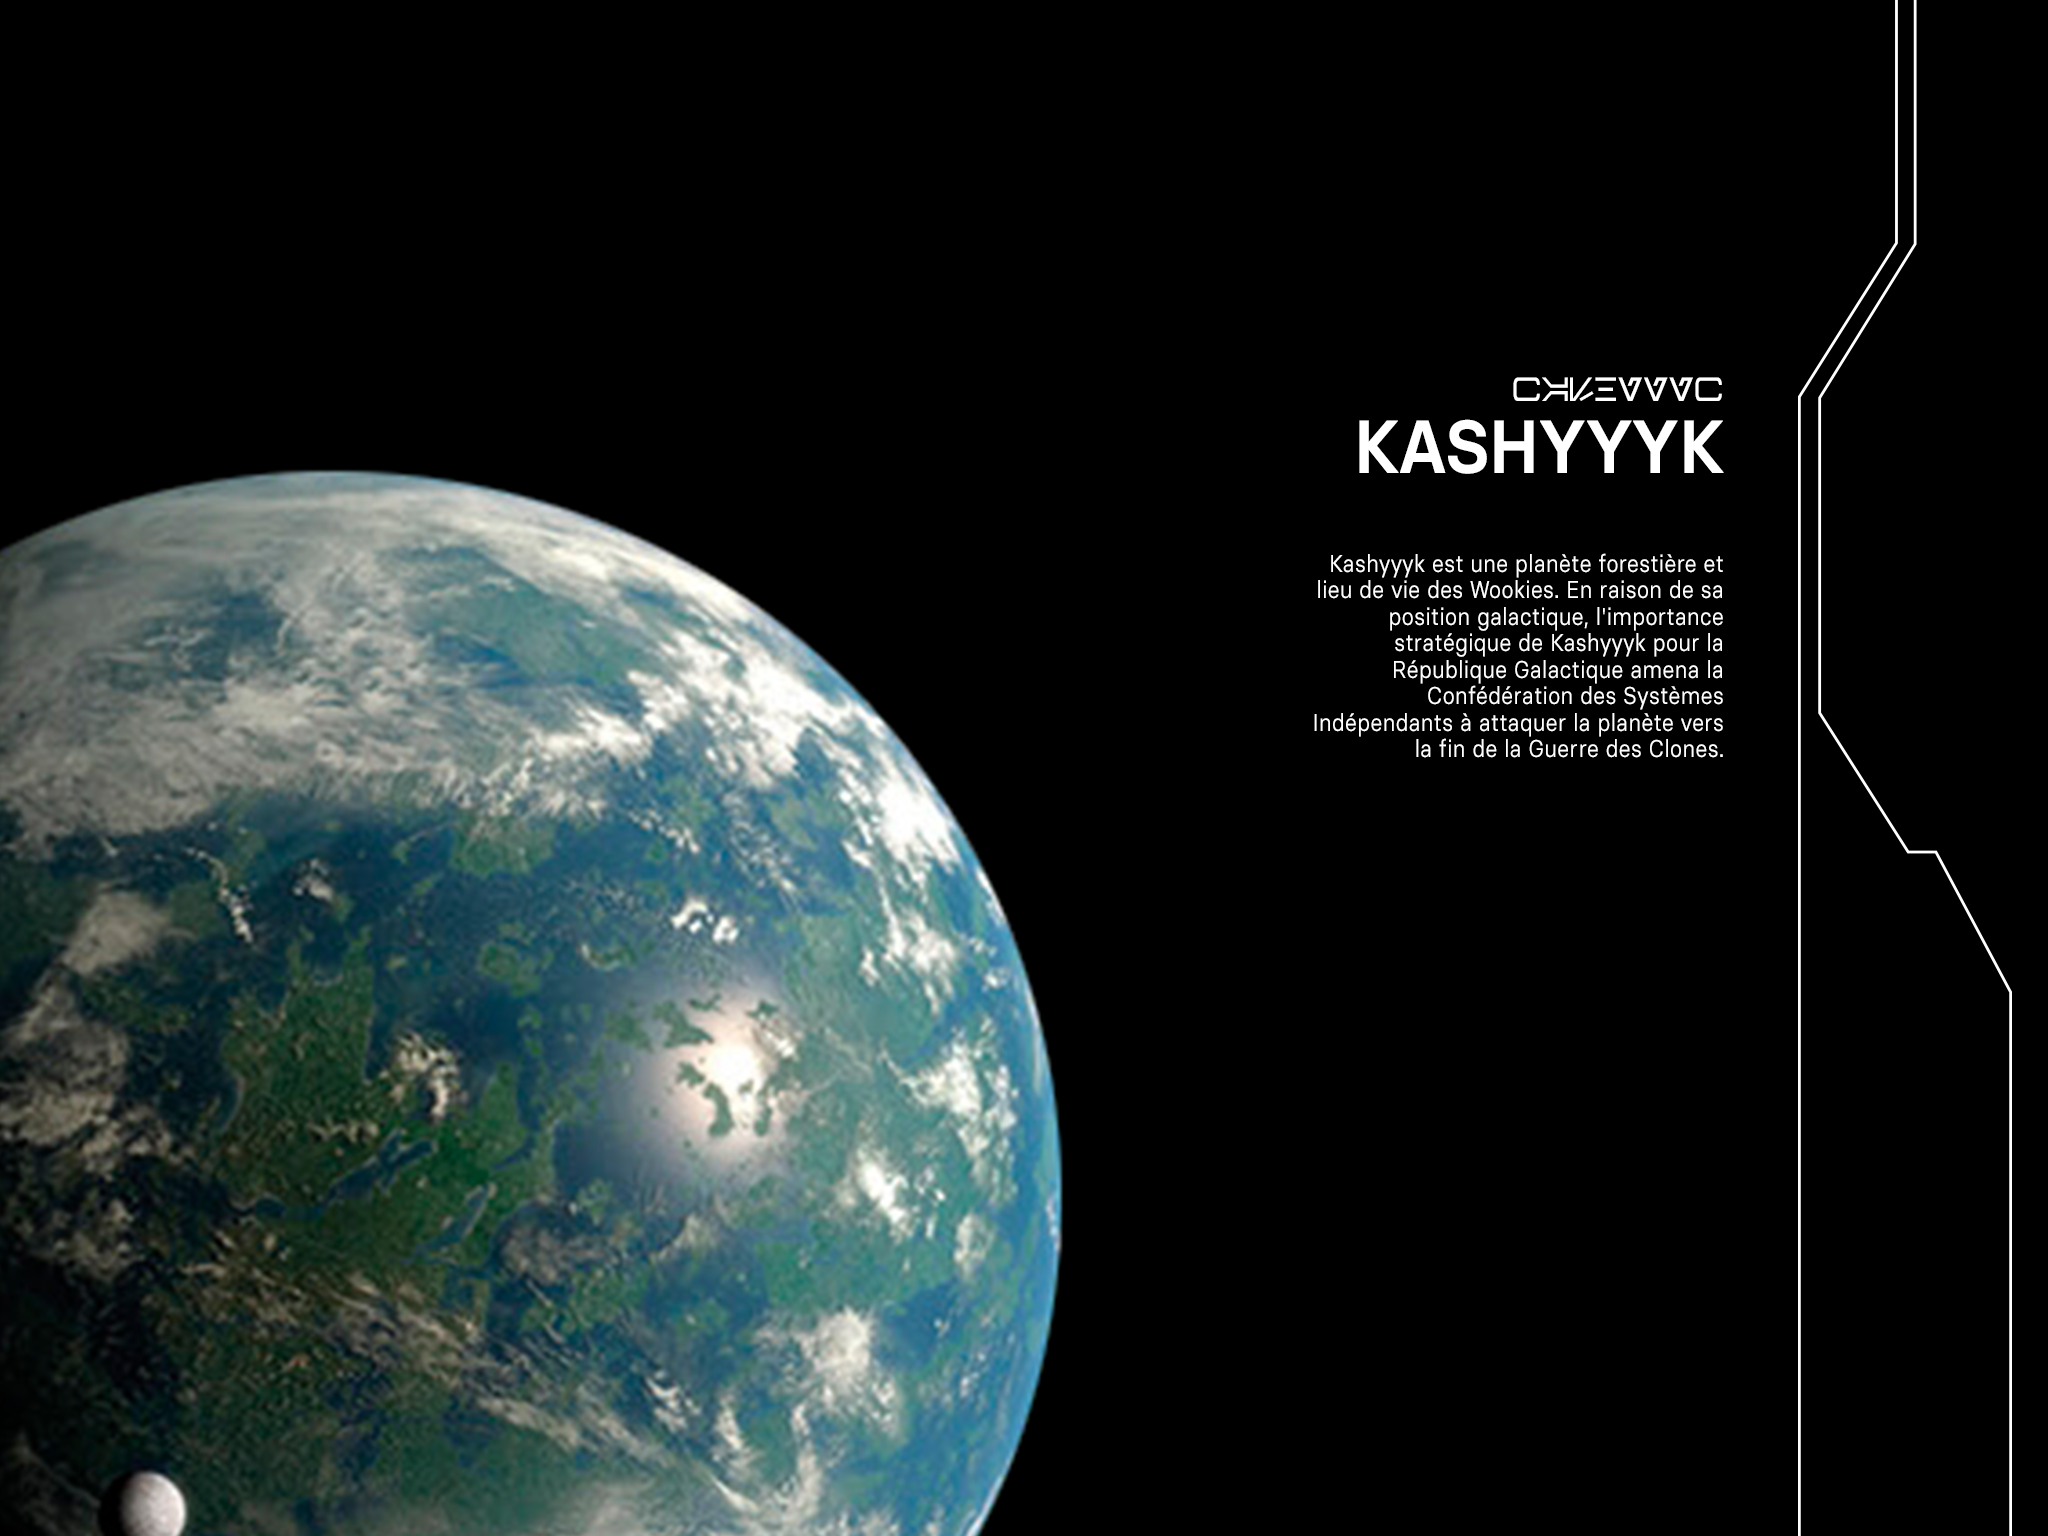 KASHYYYK
Kashyyyk est une planète forestière et
lieu de vie des Wookies. En raison de sa
position galactique, l'importance
stratégique de Kashyyyk pour la
République Galactique amena la
Confédération des Systèmes
Indépendants à attaquer la planète vers
la fin de la Guerre des Clones.